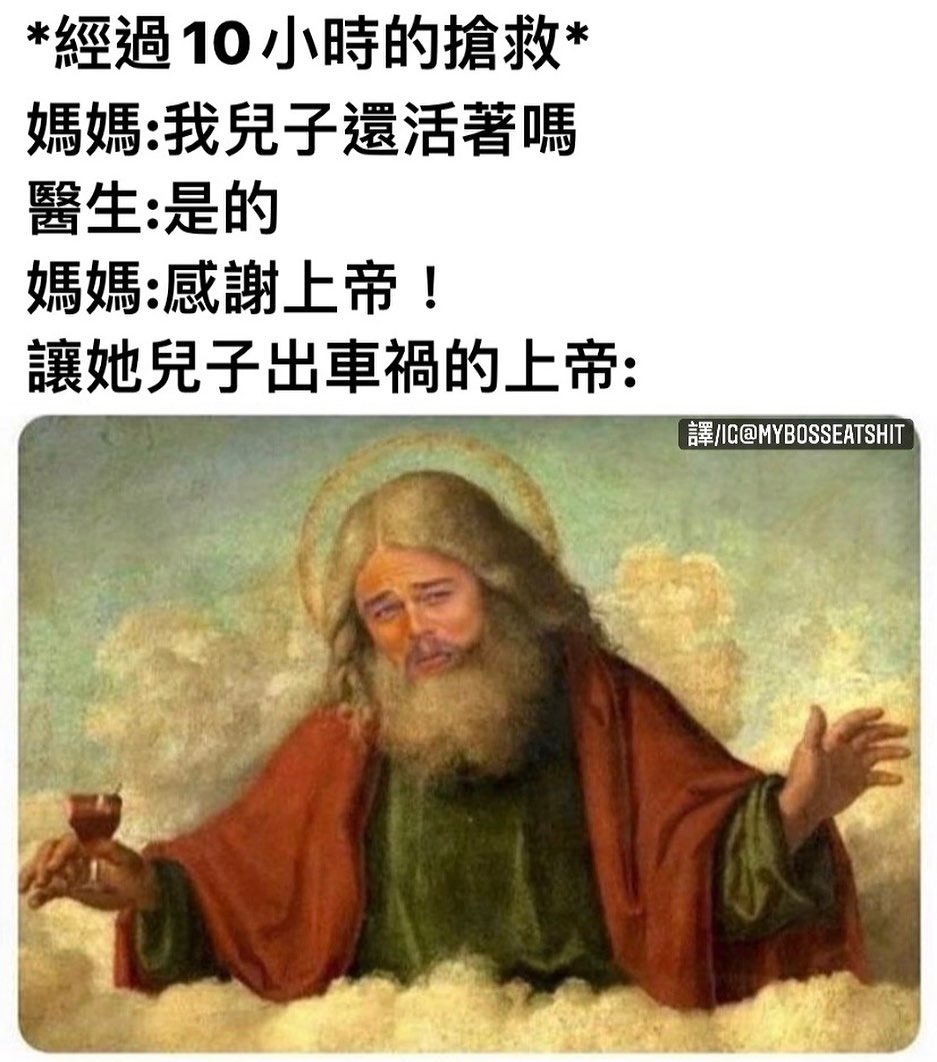 *經過10小時的搶救*
媽媽:我兒子還活著嗎
醫生:是的
媽媽:感謝上帝！
讓她兒子出車禍的上帝:
譯/IG@MYBOSSEATSHIT